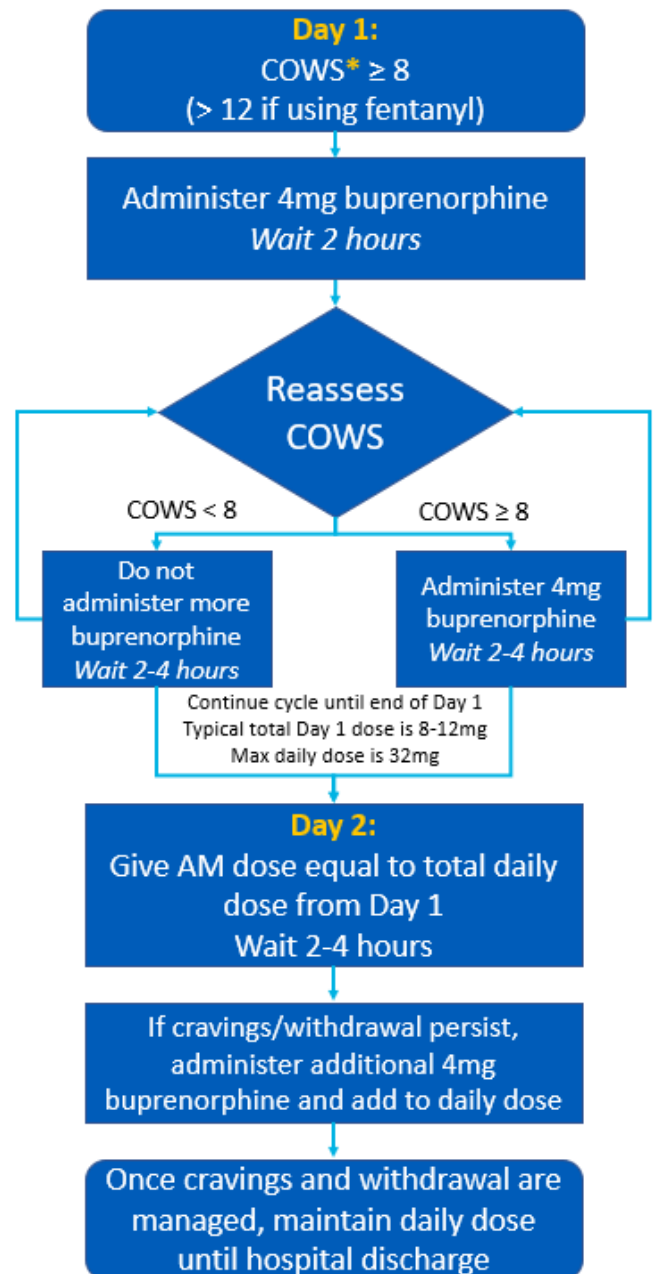 Day 1:
COWS* ≥ 8
(> 12 if using fentanyl)
Administer 4mg buprenorphine
Wait 2 hours
Reassess
COWS
COWS < 8
COWS ≥ 8
Do not
administer more
buprenorphine
Wait 2-4 hours
Administer 4mg
buprenorphine
Wait 2-4 hours
Continue cycle until end of Day 1
Typical total Day 1 dose is 8-12mg
Max daily dose is 32mg
Day 2:
Give AM dose equal to total daily
dose from Day 1
Wait 2-4 hours
If cravings/withdrawal persist,
administer additional 4mg
buprenorphine and add to daily dose
Once cravings and withdrawal are
managed, maintain daily dose
until hospital discharge